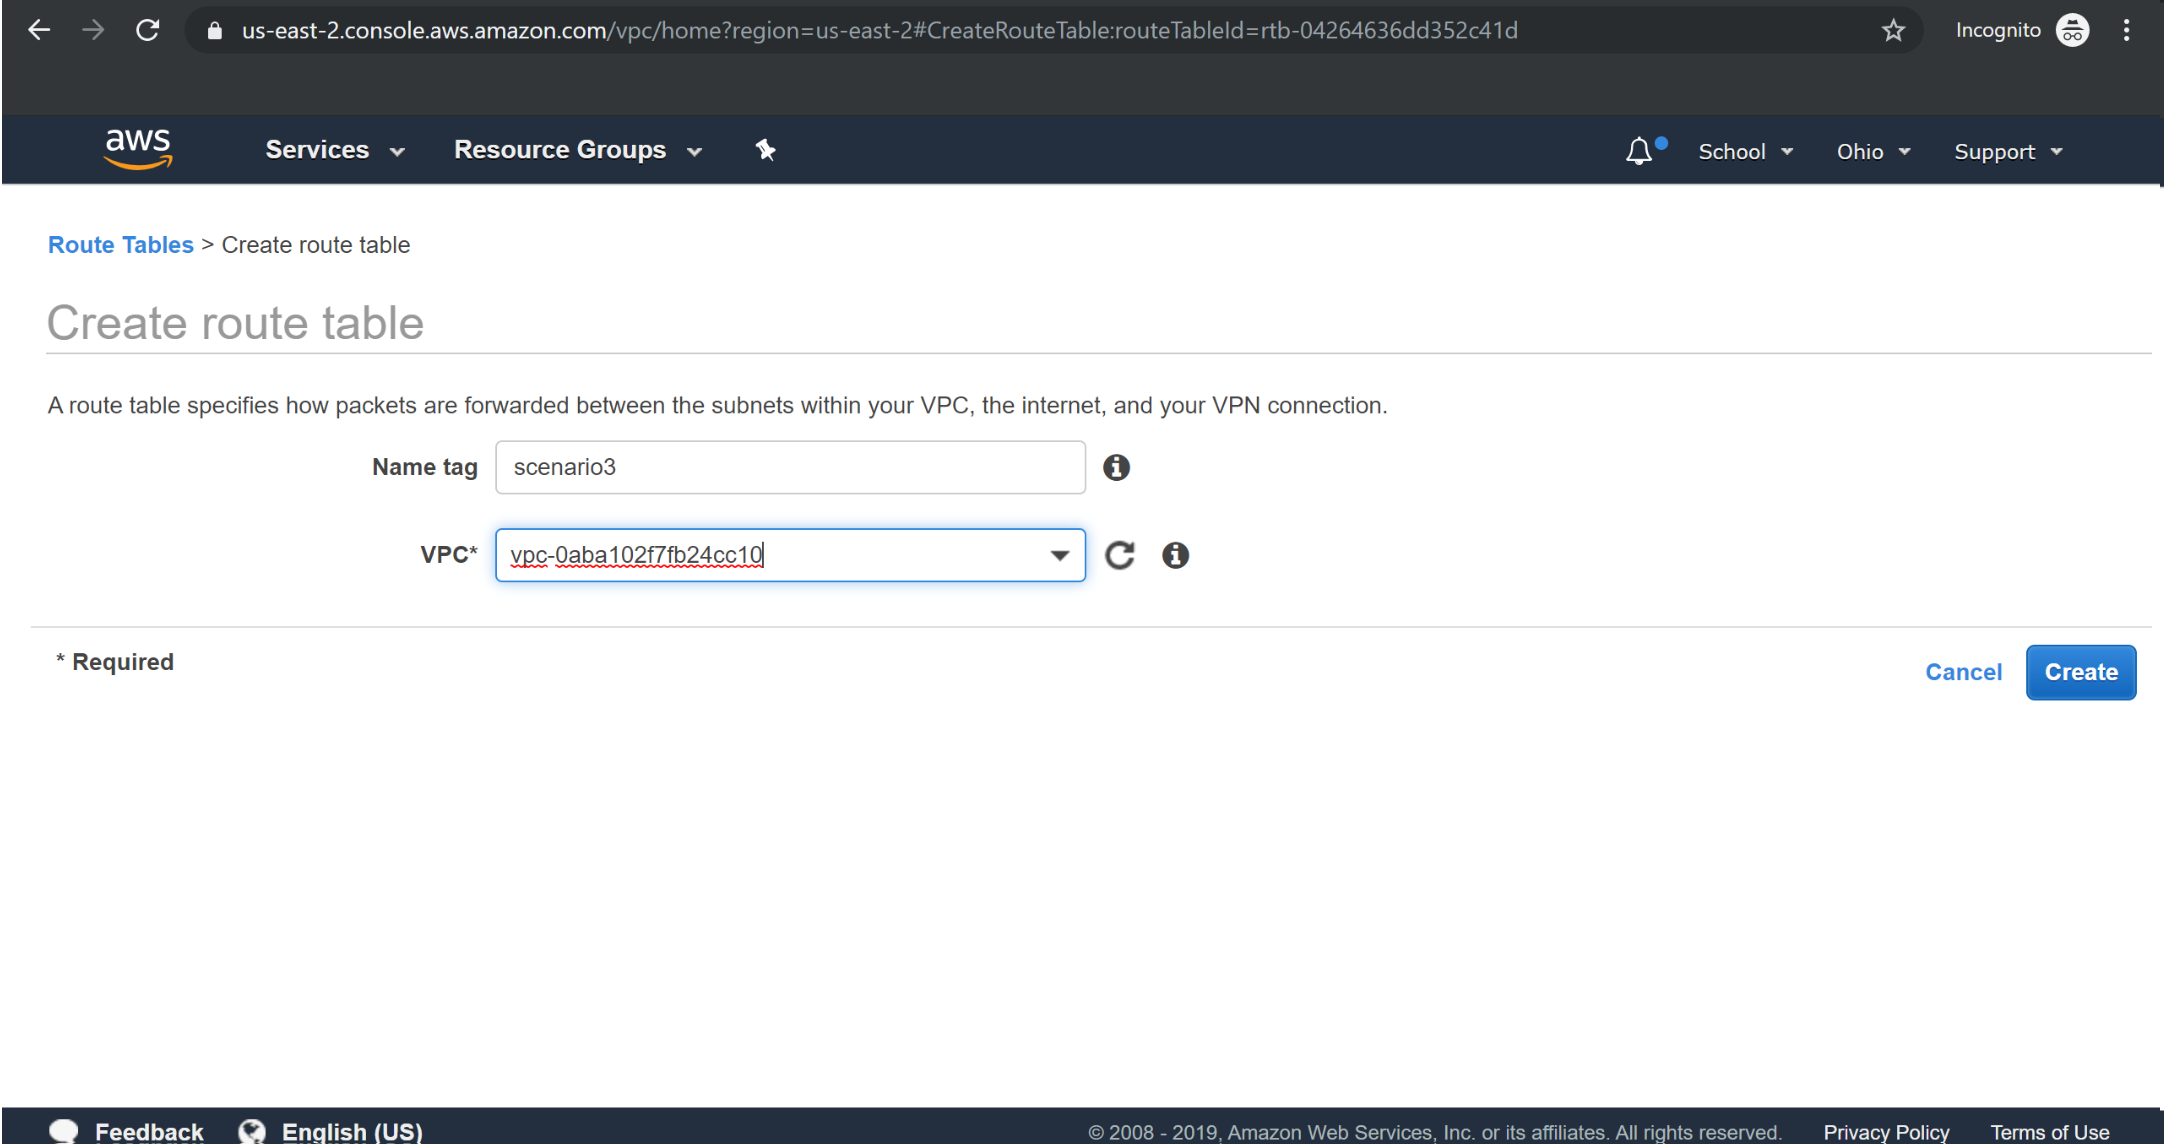 us-east-2.console.aws.amazon.com/vpc/home?region=us-east-2#CreateRouteTable:routeTableId=rtb-04264636dd352c41d Incognito
aws Services Resource Groups School Ohio Support
Route Tables > Create route table
Create route table
A route table specifies how packets are forwarded between the subnets within your VPC, the internet, and your VPN connection.
Name tag scenario3
VPC* vpc-0aba102f7fb24cc10
* Required
Cancel Create
Feedback English (US) © 2008 - 2019, Amazon Web Services, Inc. or its affiliates. All rights reserved. Privacy Policy Terms of Use